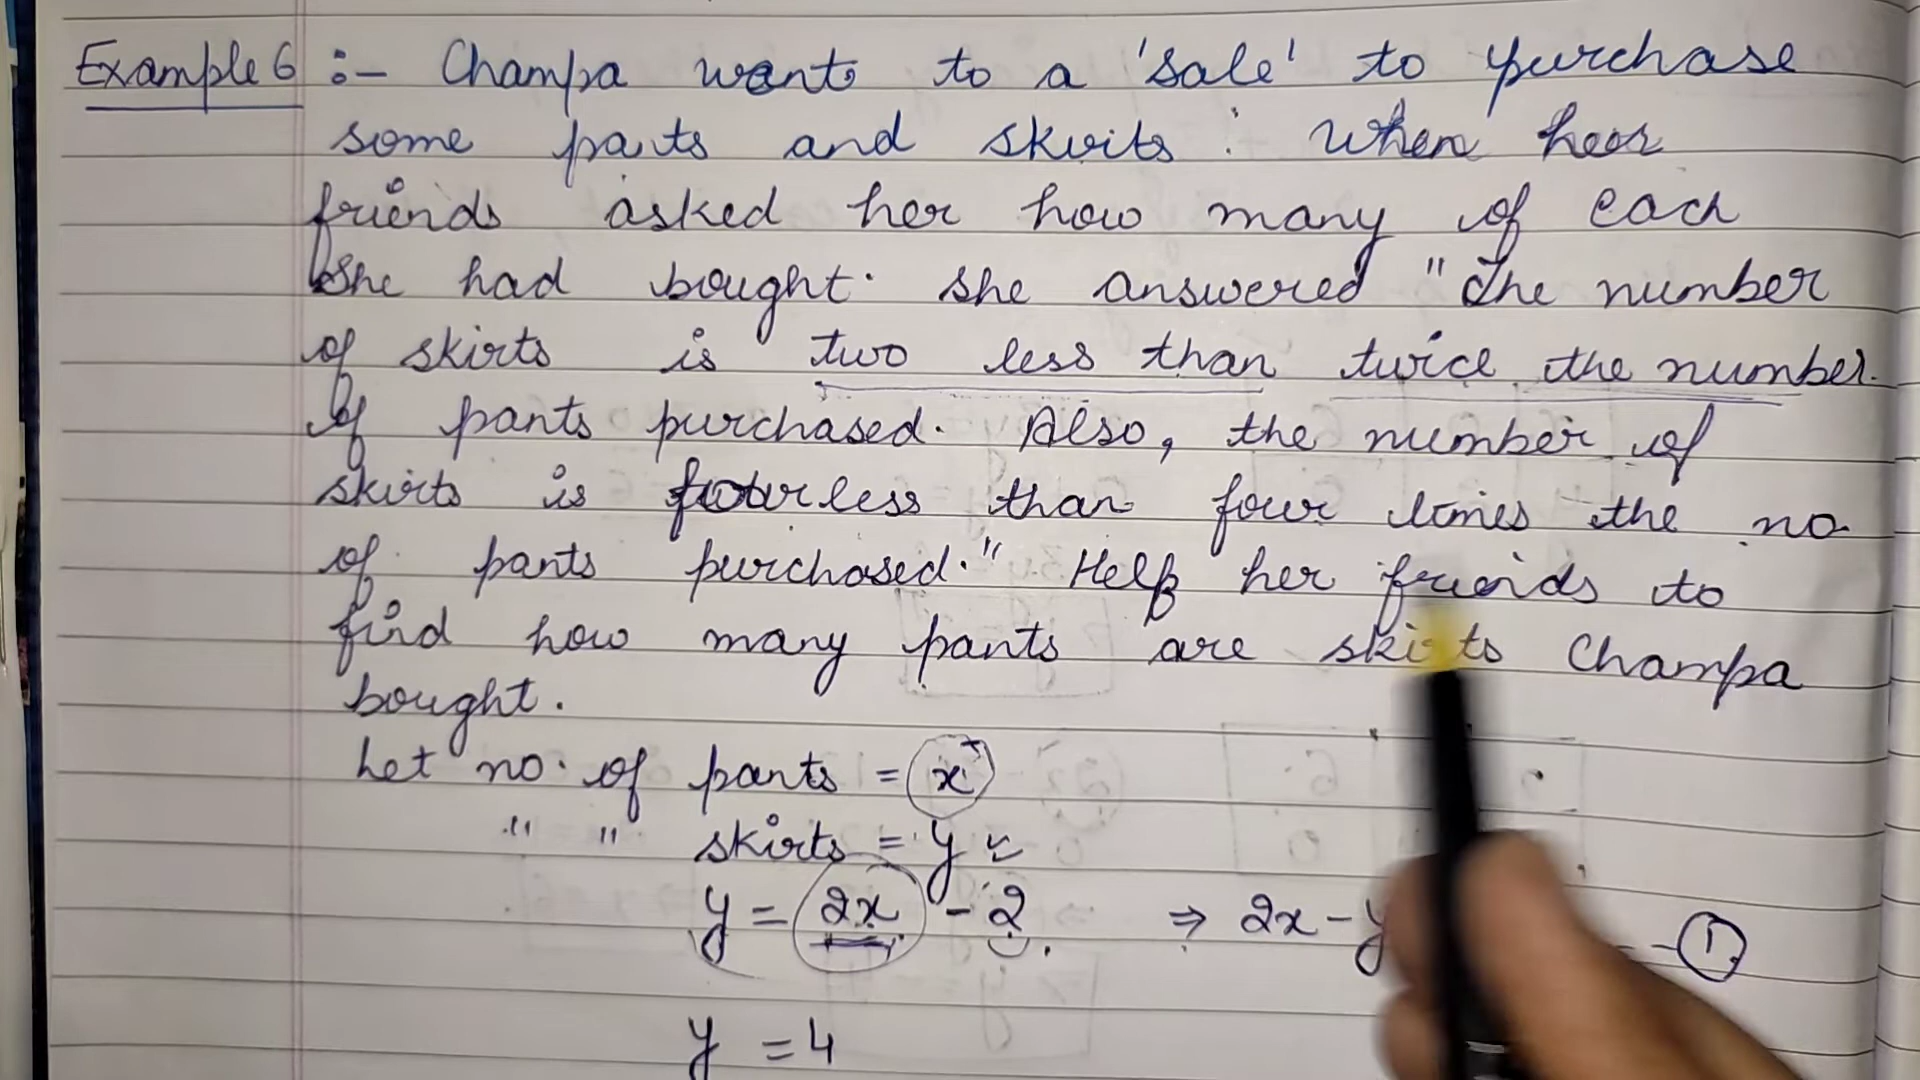 Example 6 :- Champa wants to a 'sale' to purchase
some pants and skirts. When her
friends asked her how many of each
she had bought. She answered "The number
of skirts is two less than twice the number
of pants purchased. Also, the number of
skirts is four less than four times the no.
of pants purchased." Help her friends to
find how many pants are skirts Champa
bought.
Let no. of pants = x
" " skirts = y
y = 2x - 2 ⇒ 2x - y ①
y = 4